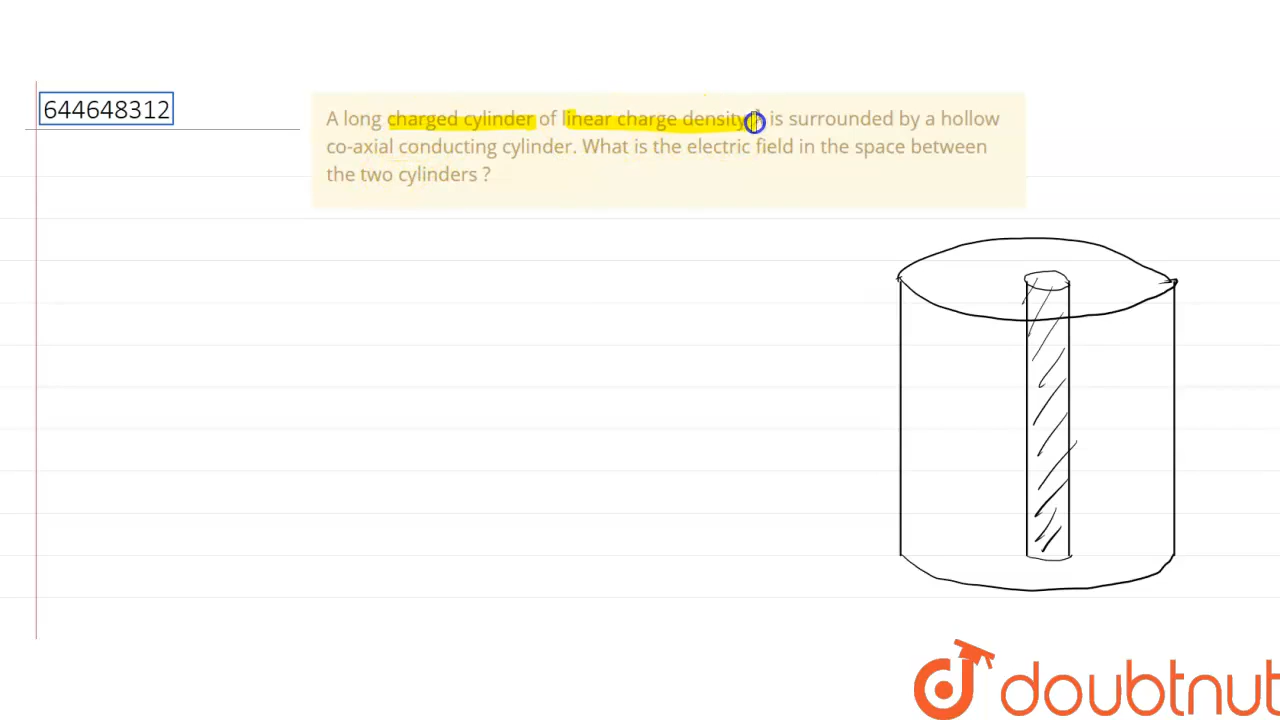 644648312
A long charged cylinder of linear charge density is surrounded by a hollow
co-axial conducting cylinder. What is the electric field in the space between
the two cylinders ?
doubtnut